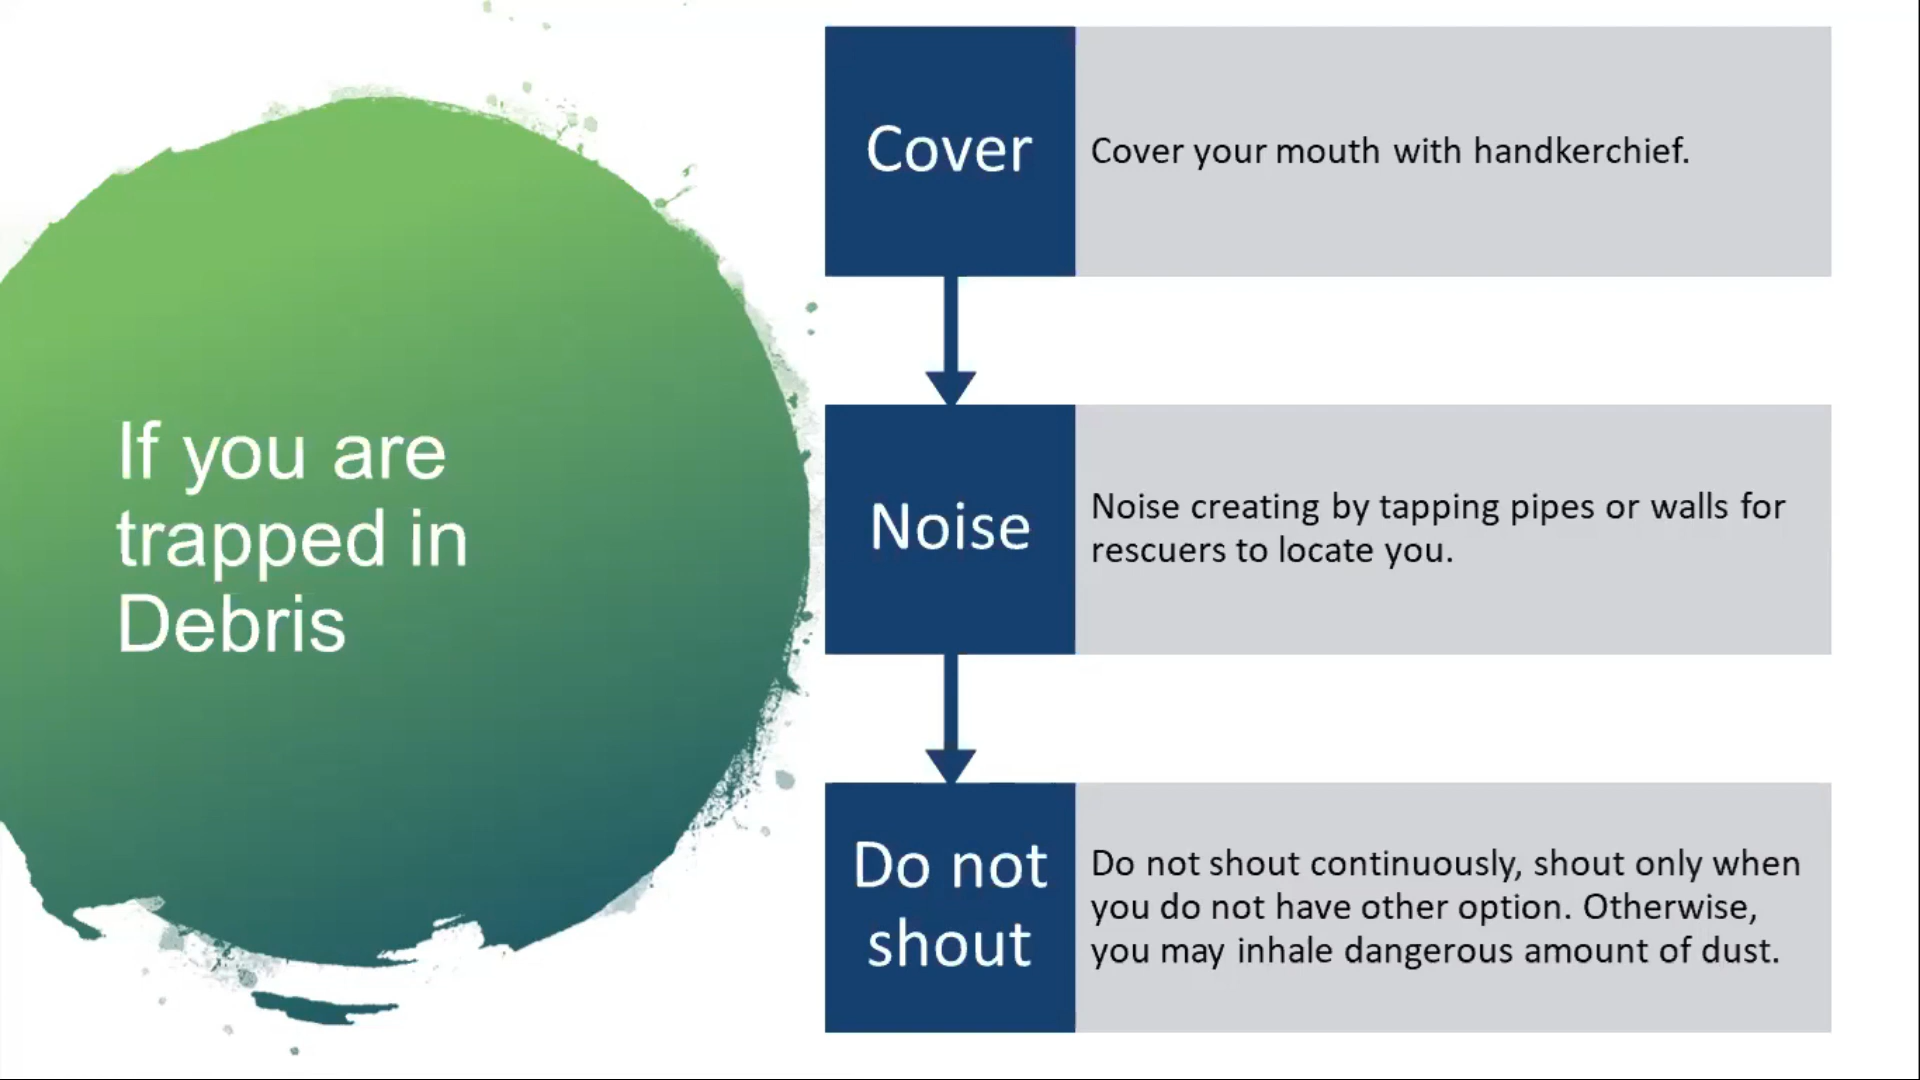 If you are
trapped in
Debris
Cover
Cover your mouth with handkerchief.
Noise
Noise creating by tapping pipes or walls for
rescuers to locate you.
Do not
shout
Do not shout continuously, shout only when
you do not have other option. Otherwise,
you may inhale dangerous amount of dust.